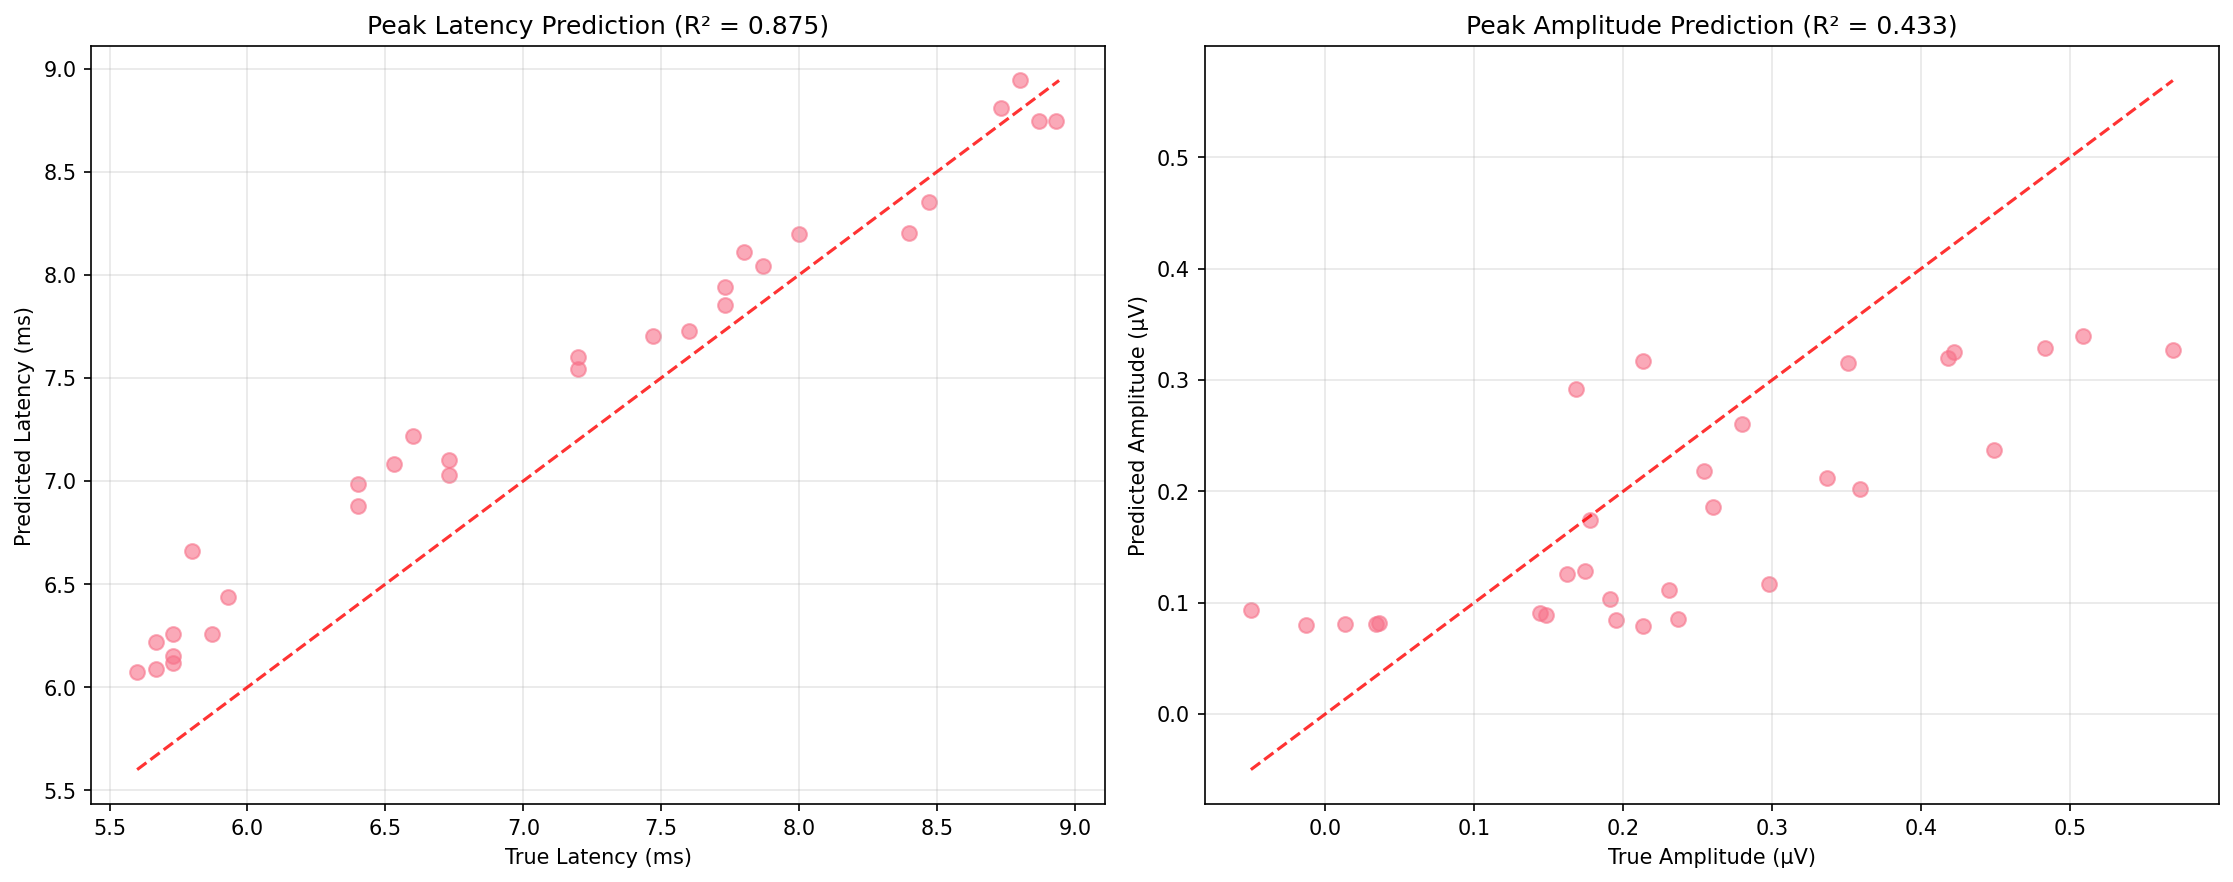 Peak Latency Prediction (R² = 0.875)
Predicted Latency (ms)
9.0
8.5
8.0
7.5
7.0
6.5
6.0
5.5
5.5 6.0 6.5 7.0 7.5 8.0 8.5 9.0
True Latency (ms)
Peak Amplitude Prediction (R² = 0.433)
Predicted Amplitude (μV)
0.5
0.4
0.3
0.2
0.1
0.0
0.0 0.1 0.2 0.3 0.4 0.5
True Amplitude (μV)